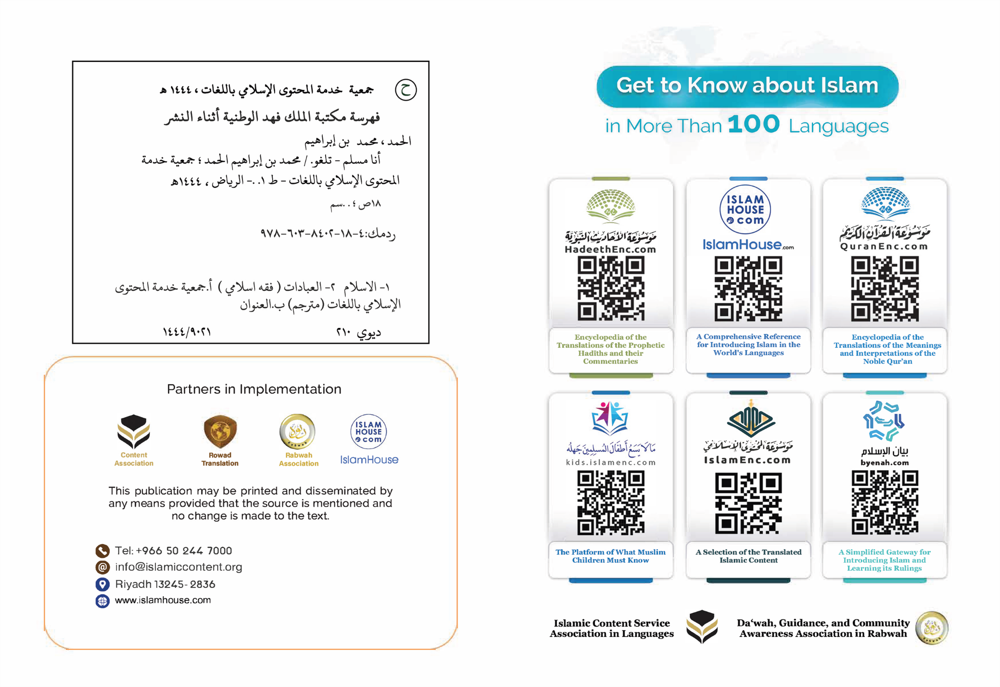 ح
جمعية خدمة المحتوى الإسلامي باللغات ، ١٤٤٤ هـ
فهرسة مكتبة الملك فهد الوطنية أثناء النشر
الحمد ، محمد بن إبراهيم
أنا مسلم - تلغو. / محمد بن إبراهيم الحمد ؛ جمعية خدمة
المحتوى الإسلامي باللغات - ط ١. .- الرياض ، ١٤٤٤هـ
١٨ص ؛ ..سم
ردمك:٤-١٨-٨٤٠٢-٦٠٣-٩٧٨
١- الاسلام ٢- العبادات ( فقه اسلامي ) أ.جمعية خدمة المحتوى
الإسلامي باللغات (مترجم) ب.العنوان
ديوي ٢١٠ ١٤٤٤/٩٠٢١
Partners in Implementation
Content
Association
Rowad
Translation
Rabwah
Rabwah
Association
ISLAM
HOUSE
com
IslamHouse
This publication may be printed and disseminated by
any means provided that the source is mentioned and
no change is made to the text.
Tel: +966 50 244 7000
info@islamiccontent.org
Riyadh 13245- 2836
www.islamhouse.com
Get to Know about Islam
in More Than 100 Languages
موسوعة الأحاديث النبوية
HadeethEnc.com
Encyclopedia of the
Translations of the Prophetic
Hadīths and their
Commentaries
ISLAM
HOUSE
com
IslamHouse.com
A Comprehensive Reference
for Introducing Islam in the
World's Languages
موسوعة القرآن الكريم
QuranEnc.com
Encyclopedia of the
Translations of the Meanings
and Interpretations of the
Noble Qur'an
ما لا يسع أطفال المسلمين جهله
kids.islamenc.com
The Platform of What Muslim
Children Must Know
موسوعة المحتوى الإسلامي
IslamEnc.com
A Selection of the Translated
Islamic Content
بيان الإسلام
byenah.com
A Simplified Gateway for
Introducing Islam and
Learning its Rulings
Islamic Content Service
Association in Languages
Da‘wah, Guidance, and Community
Awareness Association in Rabwah
Rabwah